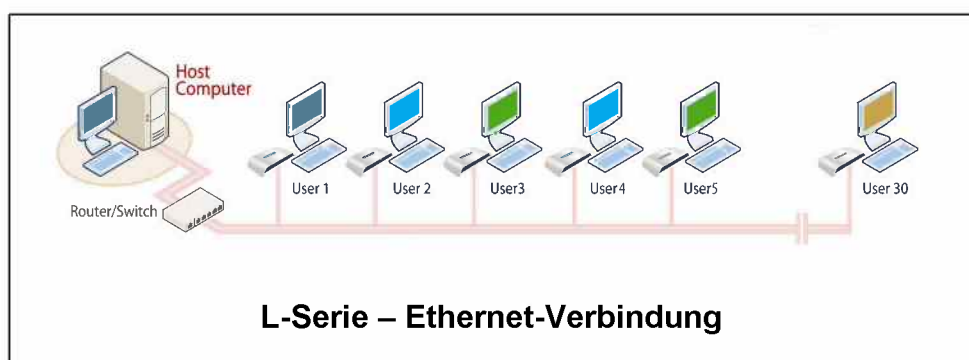 Host
Computer
Router/Switch
User 1
User 2
User3
User4
User5
User 30
L-Serie – Ethernet-Verbindung